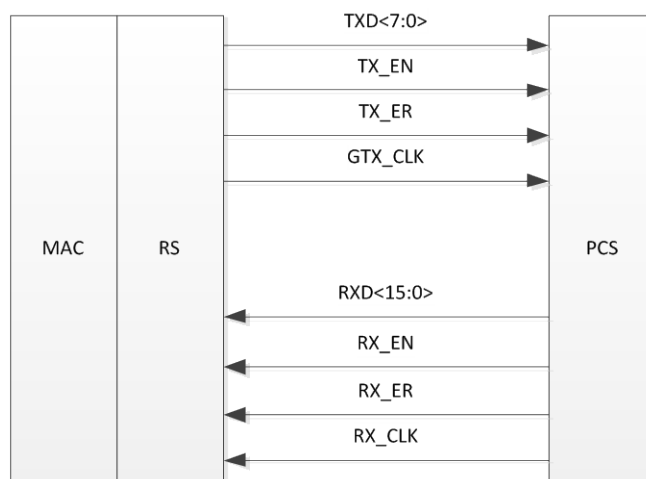 TXD<7:0>
TX_EN
TX_ER
GTX_CLK
MAC RS PCS
RXD<15:0>
RX_EN
RX_ER
RX_CLK